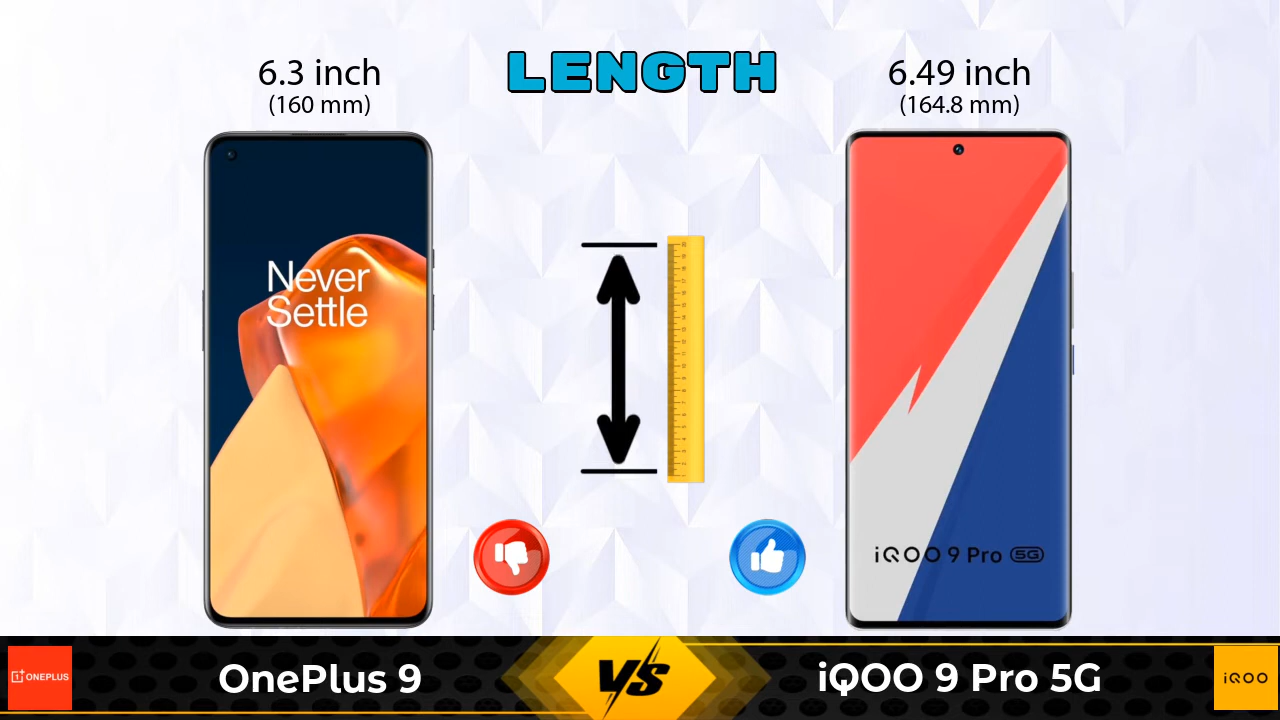 LENGTH
6.3 inch
(160 mm)
6.49 inch
(164.8 mm)
Never
Settle
iQOO 9 Pro 5G
ONEPLUS
OnePlus 9
VS
iQOO 9 Pro 5G
iQOO